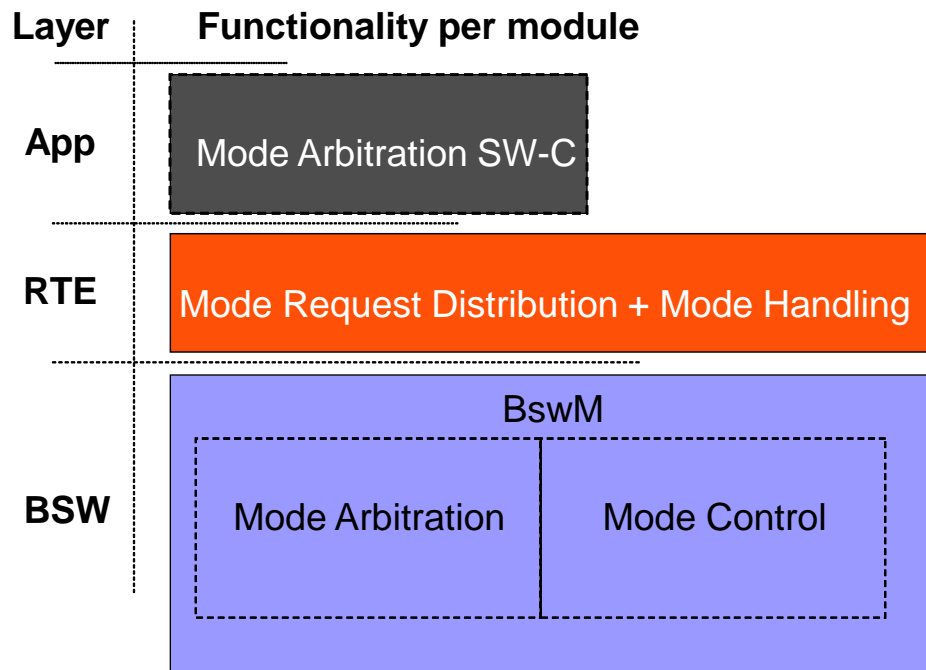 Layer
Functionality per module
App
Mode Arbitration SW-C
RTE
Mode Request Distribution + Mode Handling
BSW
BswM
Mode Arbitration
Mode Control